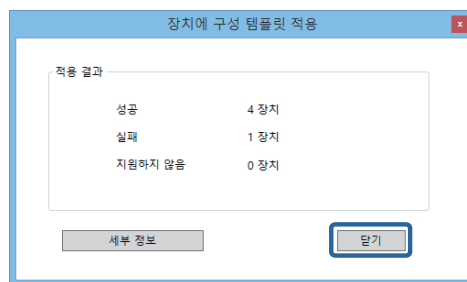 장치에 구성 템플릿 적용
x
적용 결과
성공 4 장치
실패 1 장치
지원하지 않음 0 장치
세부 정보 닫기